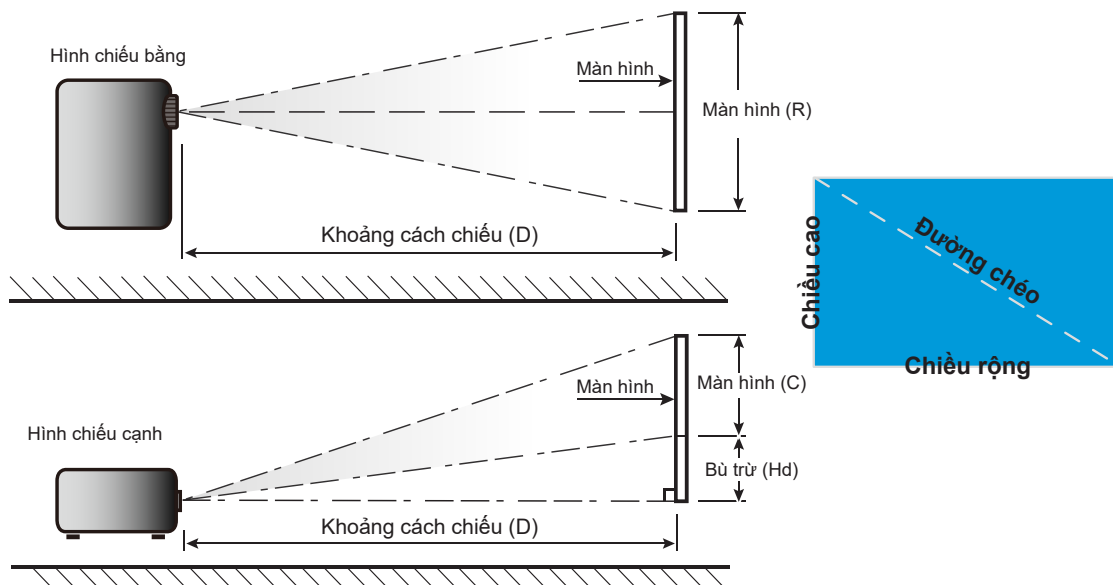 Hình chiếu bằng
Màn hình
Màn hình (R)
Khoảng cách chiếu (D)
Chiều cao
Đường chéo
Chiều rộng
Màn hình
Màn hình (C)
Hình chiếu cạnh
Bù trừ (Hd)
Khoảng cách chiếu (D)